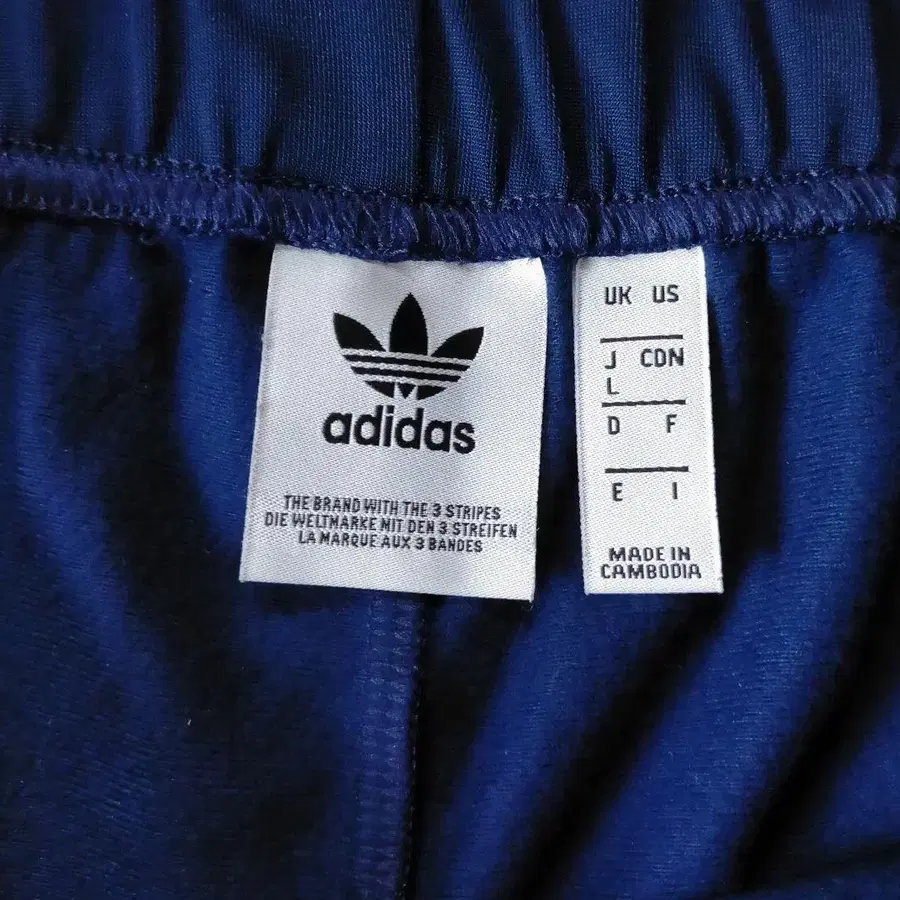 adidas
THE BRAND WITH THE 3 STRIPES
DIE WELTMARKE MIT DEN 3 STREIFEN
LA MARQUE AUX 3 BANDES
UK US
J CDN
L
D F
E I
MADE IN
CAMBODIA